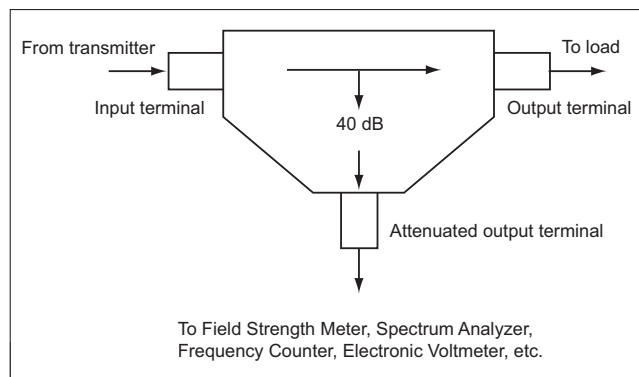 From transmitter
To load
Input terminal
Output terminal
40 dB
Attenuated output terminal
To Field Strength Meter, Spectrum Analyzer,
Frequency Counter, Electronic Voltmeter, etc.